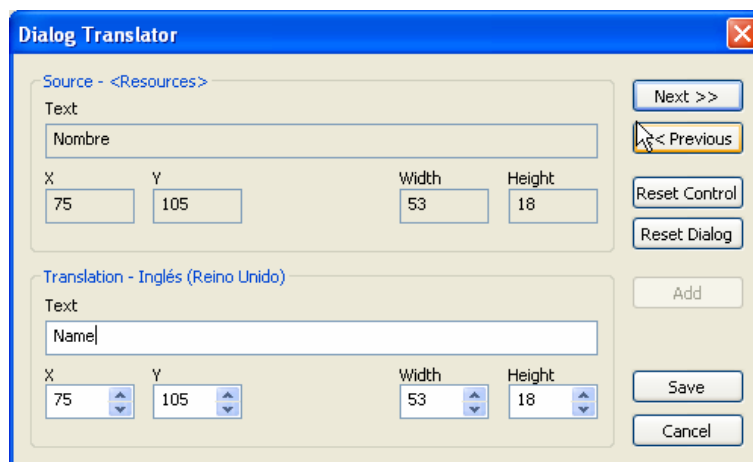 Dialog Translator
Source - <Resources>
Text
Nombre
X Y Width Height
75 105 53 18
Translation - Inglés (Reino Unido)
Text
Name
X Y Width Height
75 105 53 18
Next >>
<< Previous
Reset Control
Reset Dialog
Add
Save
Cancel